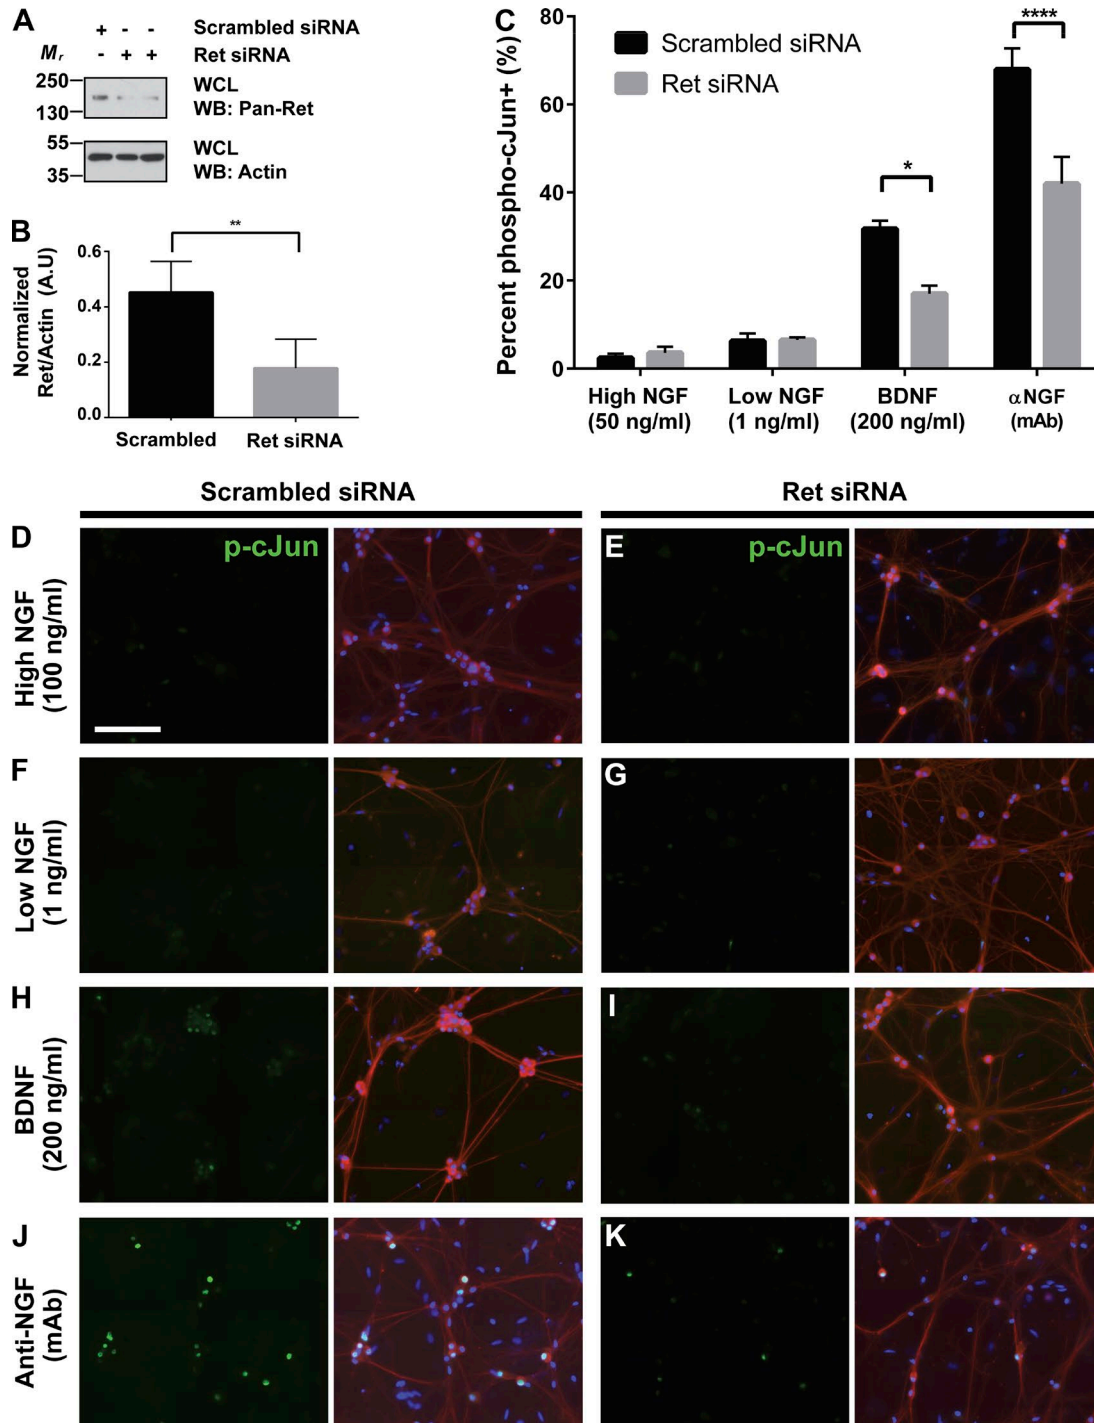 A
+ - - Scrambled siRNA
Mr - + + Ret siRNA
250
130
WCL
WB: Pan-Ret
55
35
WCL
WB: Actin
B
**
Normalized
Ret/Actin (A.U)
0.6
0.4
0.2
0.0
Scrambled
Ret siRNA
C
Percent phospho-cJun+ (%)
80
60
40
20
0
Scrambled siRNA
Ret siRNA
*
****
High NGF
(50 ng/ml)
Low NGF
(1 ng/ml)
BDNF
(200 ng/ml)
αNGF
(mAb)
Scrambled siRNA
Ret siRNA
High NGF
(100 ng/ml)
D
p-cJun
E
p-cJun
Low NGF
(1 ng/ml)
F
G
BDNF
(200 ng/ml)
H
I
Anti-NGF
(mAb)
J
K